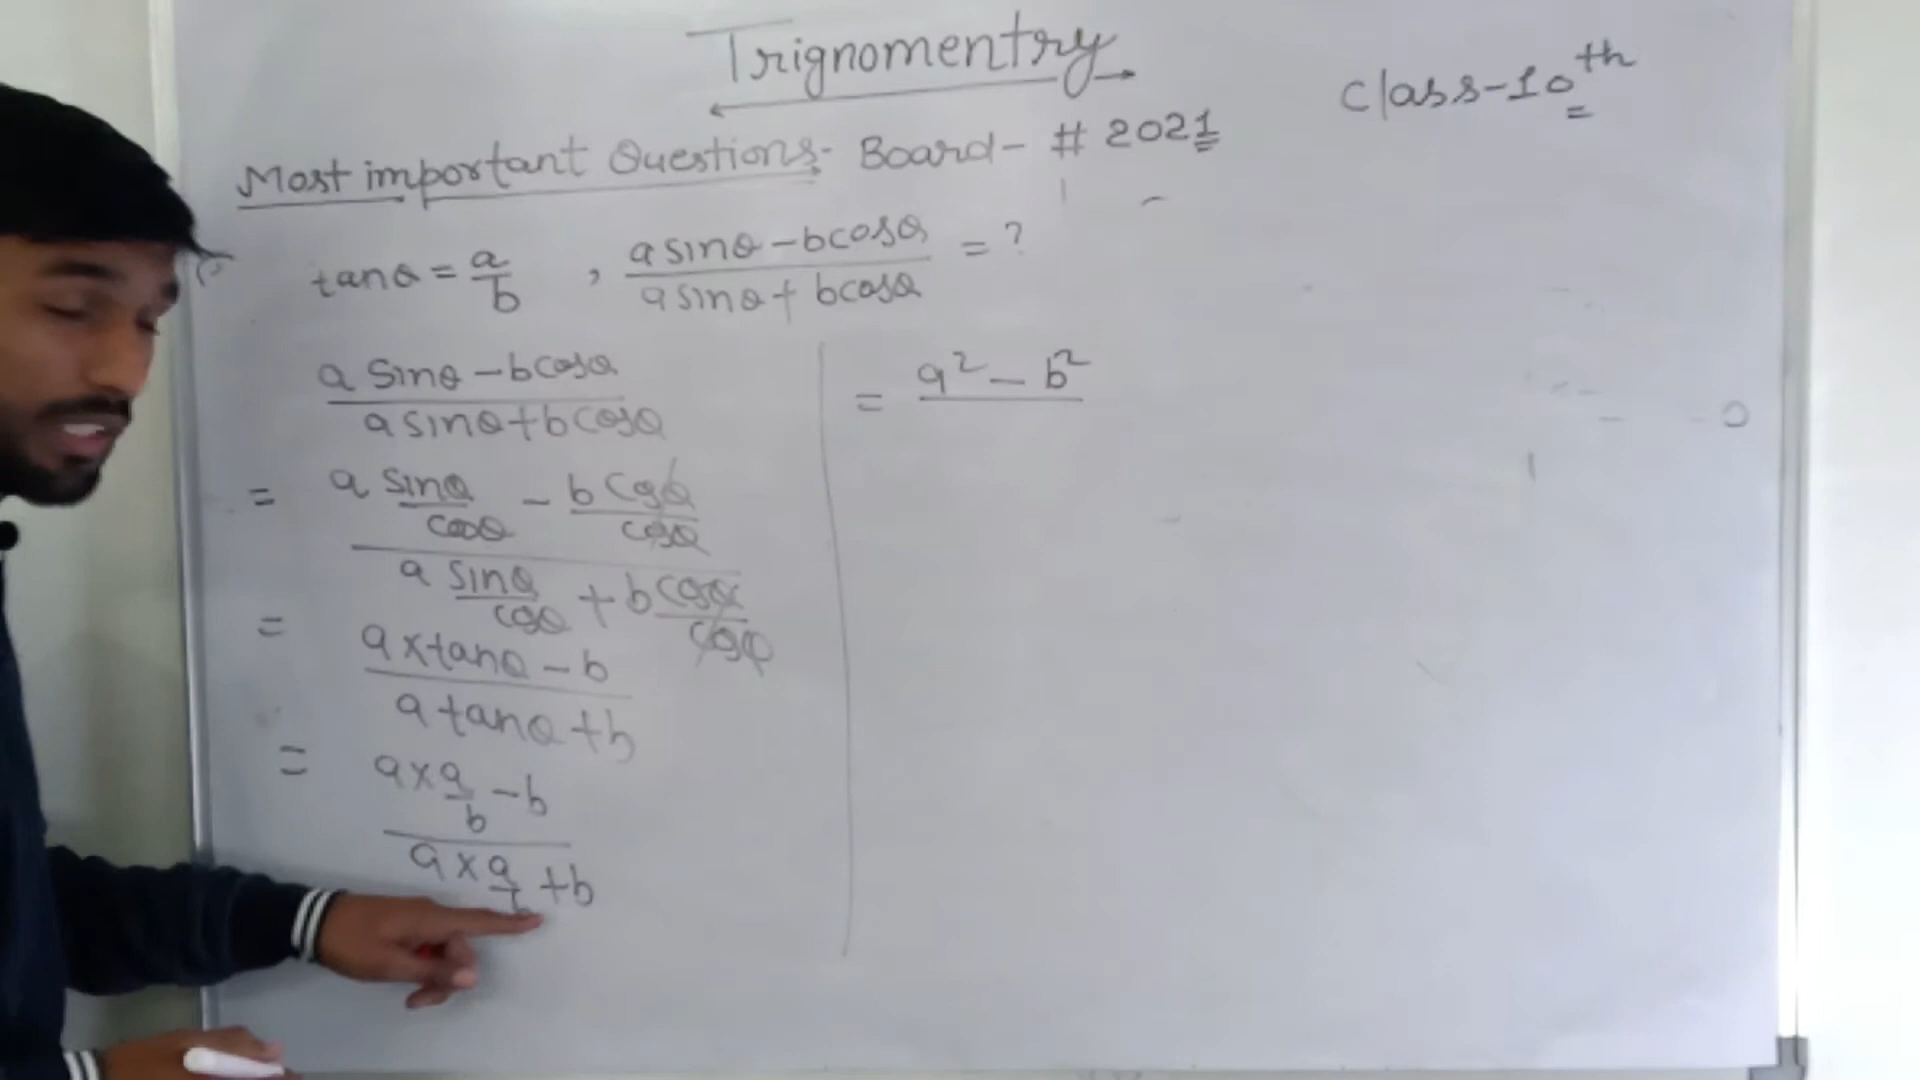 Trignomentry
Class-10th
Most important Questions- Board- # 2021
tanθ = a/b , (a sinθ - b cosθ)/(a sinθ + b cosθ) = ?
(a sinθ - b cosθ)/(a sinθ + b cosθ)
= (a sinθ/cosθ - b cosθ/cosθ)/(a sinθ/cosθ + b cosθ/cosθ)
= (a × tanθ - b)/(a tanθ + b)
= (a × a/b - b)/(a × a/b + b)
= a² - b²